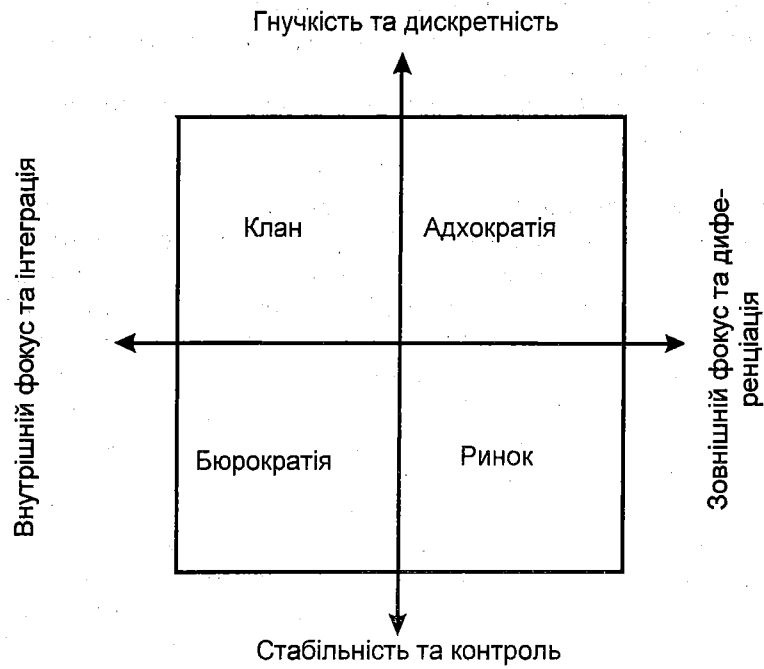 Гнучкість та дискретність
Внутрішній фокус та інтеграція
Клан
Адхократія
Зовнішній фокус та дифе-
ренціація
Бюрократія
Ринок
Стабільність та контроль